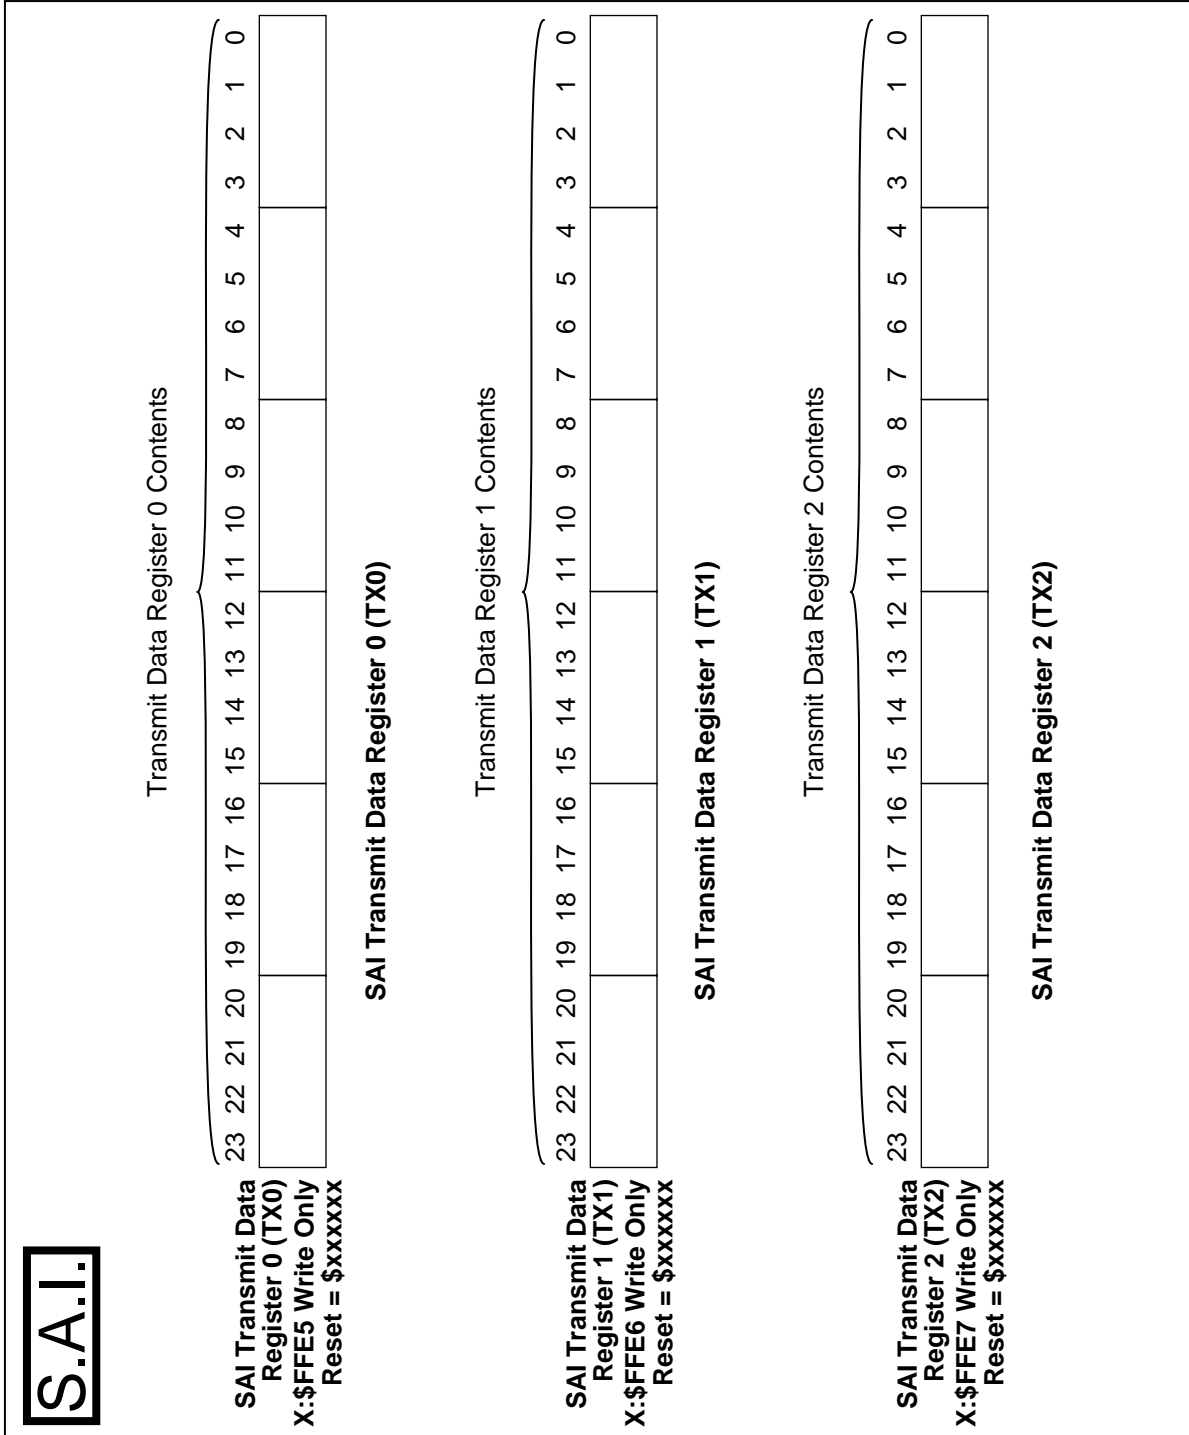 S.A.I.
Transmit Data Register 0 Contents
23 22 21 20 19 18 17 16 15 14 13 12 11 10 9 8 7 6 5 4 3 2 1 0
SAI Transmit Data
Register 0 (TX0)
X:$FFE5 Write Only
Reset = $xxxxxx
SAI Transmit Data Register 0 (TX0)
Transmit Data Register 1 Contents
23 22 21 20 19 18 17 16 15 14 13 12 11 10 9 8 7 6 5 4 3 2 1 0
SAI Transmit Data
Register 1 (TX1)
X:$FFE6 Write Only
Reset = $xxxxxx
SAI Transmit Data Register 1 (TX1)
Transmit Data Register 2 Contents
23 22 21 20 19 18 17 16 15 14 13 12 11 10 9 8 7 6 5 4 3 2 1 0
SAI Transmit Data
Register 2 (TX2)
X:$FFE7 Write Only
Reset = $xxxxxx
SAI Transmit Data Register 2 (TX2)